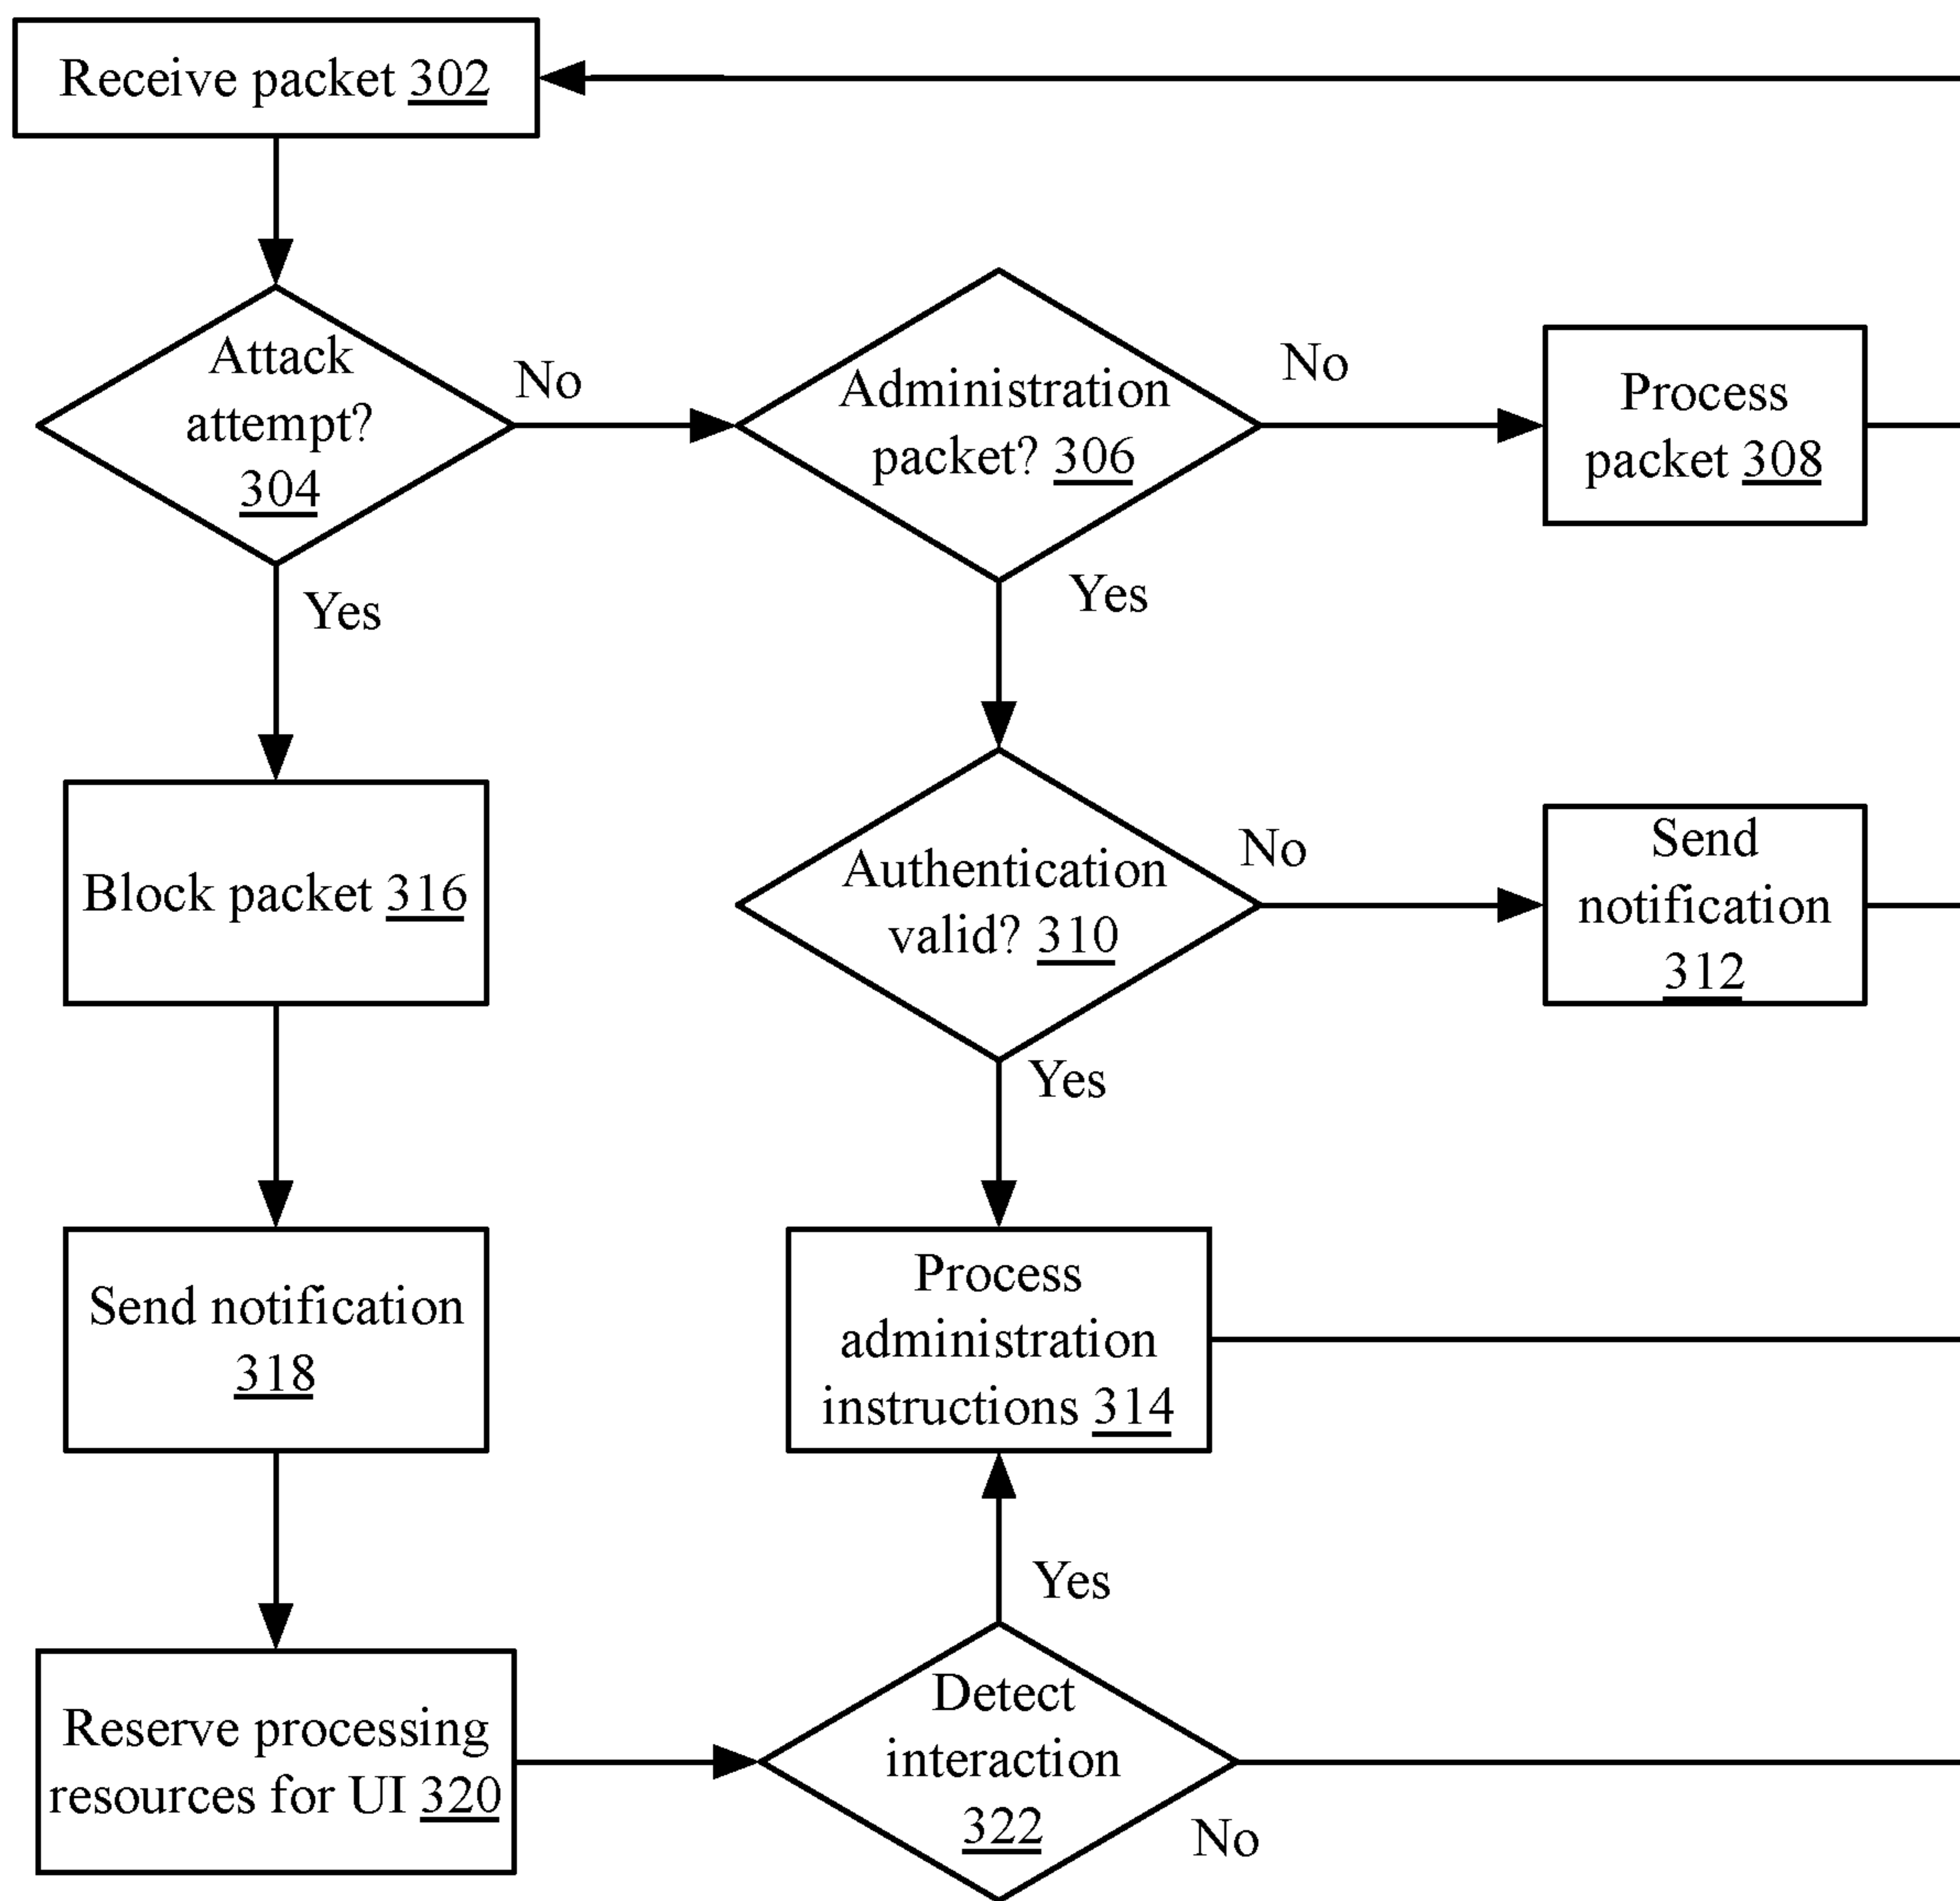 Receive packet 302
Attack
attempt?
304
No
Administration
packet? 306
No
Process
packet 308
Yes
Yes
Block packet 316
Authentication
valid? 310
No
Send
notification
312
Yes
Send notification
318
Process
administration
instructions 314
Yes
Reserve processing
resources for UI 320
Detect
interaction
322
No